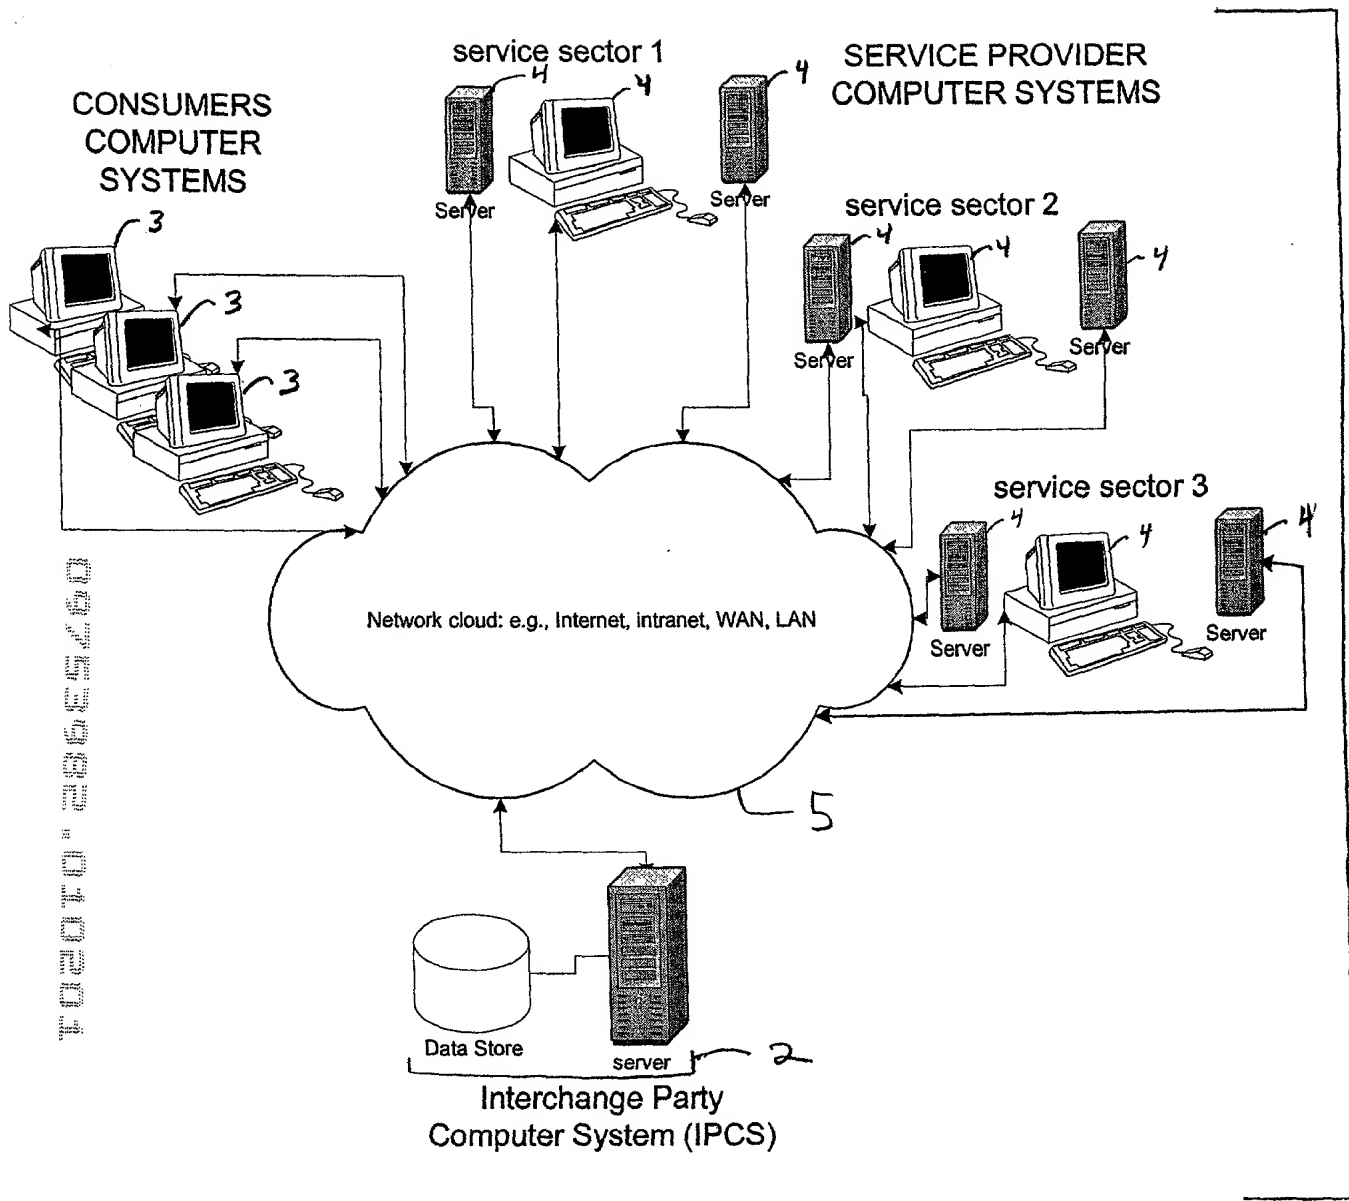 service sector 1
SERVICE PROVIDER
COMPUTER SYSTEMS
4
4
4
CONSUMERS
COMPUTER
SYSTEMS
Server
Server
service sector 2
3
4
4
4
3
Server
Server
3
service sector 3
4
4
4
Network cloud: e.g., Internet, intranet, WAN, LAN
Server
Server
09753982.010201
5
Data Store
server
2
Interchange Party
Computer System (IPCS)